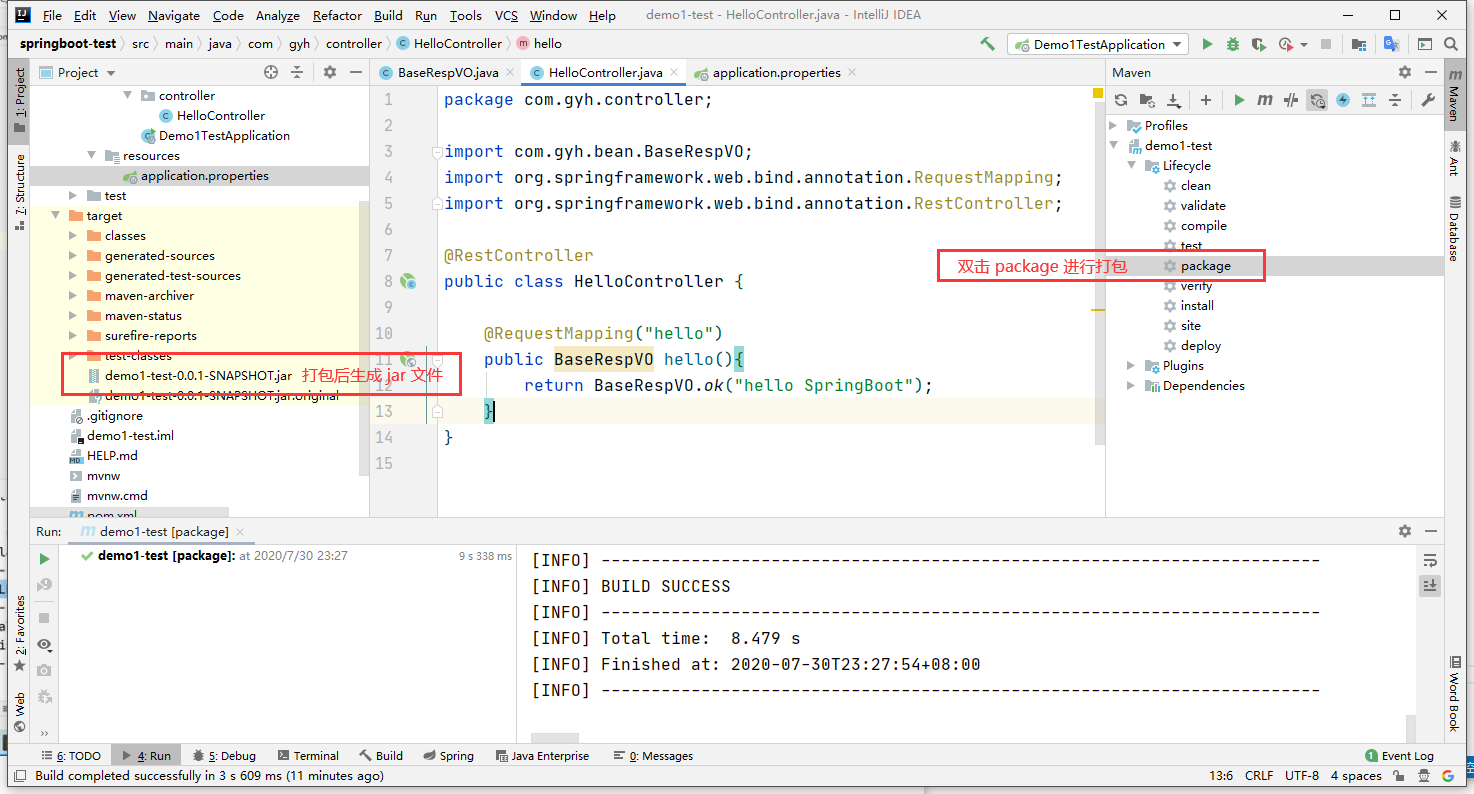 File Edit View Navigate Code Analyze Refactor Build Run Tools VCS Window Help demo1-test - HelloController.java - IntelliJ IDEA
springboot-test src main java com gyh controller HelloController hello Demo1TestApplication
1: Project
7: Structure
2: Favorites
Web
Project
controller
HelloController
Demo1TestApplication
resources
application.properties
test
target
classes
generated-sources
generated-test-sources
maven-archiver
maven-status
surefire-reports
test-classes
demo1-test-0.0.1-SNAPSHOT.jar 打包后生成 jar 文件
demo1-test-0.0.1-SNAPSHOT.jar.original
.gitignore
demo1-test.iml
HELP.md
mvnw
mvnw.cmd
pom.xml
BaseRespVO.java HelloController.java application.properties
1 package com.gyh.controller;
2
3 import com.gyh.bean.BaseRespVO;
4 import org.springframework.web.bind.annotation.RequestMapping;
5 import org.springframework.web.bind.annotation.RestController;
6
7 @RestController
8 public class HelloController {
9
10 @RequestMapping("hello")
11 public BaseRespVO hello(){
12 return BaseRespVO.ok("hello SpringBoot");
13 }
14 }
15
Maven
Profiles
demo1-test
Lifecycle
clean
validate
compile
test
双击 package 进行打包 package
verify
install
site
deploy
Plugins
Dependencies
Maven
Ant
Database
Word Book
Run: demo1-test [package]
demo1-test [package]: at 2020/7/30 23:27 9 s 338 ms
[INFO] ------------------------------------------------------------------------
[INFO] BUILD SUCCESS
[INFO] ------------------------------------------------------------------------
[INFO] Total time:  8.479 s
[INFO] Finished at: 2020-07-30T23:27:54+08:00
[INFO] ------------------------------------------------------------------------
6: TODO 4: Run 5: Debug Terminal Build Spring Java Enterprise 0: Messages 1 Event Log
Build completed successfully in 3 s 609 ms (11 minutes ago) 13:6 CRLF UTF-8 4 spaces